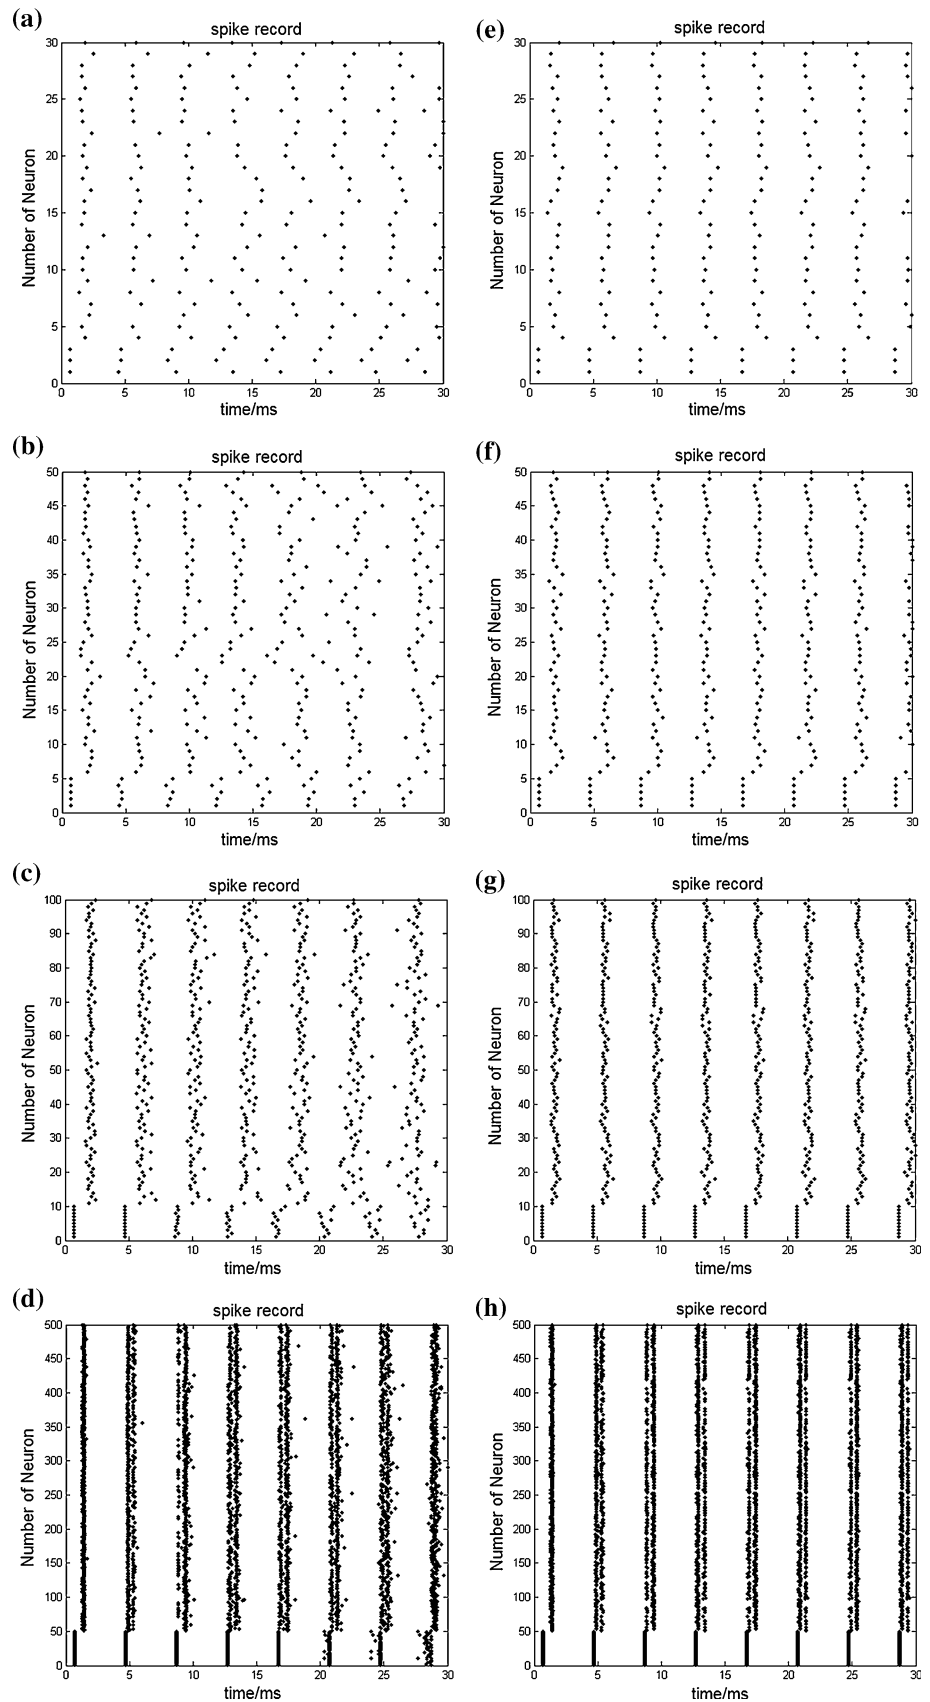 (a)
spike record
Number of Neuron
30
25
20
15
10
5
0
0 5 10 15 20 25 30
time/ms
(e)
spike record
Number of Neuron
30
25
20
15
10
5
0
0 5 10 15 20 25 30
time/ms
(b)
spike record
Number of Neuron
50
45
40
35
30
25
20
15
10
5
0
0 5 10 15 20 25 30
time/ms
(f)
spike record
Number of Neuron
50
45
40
35
30
25
20
15
10
5
0
0 5 10 15 20 25 30
time/ms
(c)
spike record
Number of Neuron
100
90
80
70
60
50
40
30
20
10
0
0 5 10 15 20 25 30
time/ms
(g)
spike record
Number of Neuron
100
90
80
70
60
50
40
30
20
10
0
0 5 10 15 20 25 30
time/ms
(d)
spike record
Number of Neuron
500
450
400
350
300
250
200
150
100
50
0
0 5 10 15 20 25 30
time/ms
(h)
spike record
Number of Neuron
500
450
400
350
300
250
200
150
100
50
0
0 5 10 15 20 25 30
time/ms